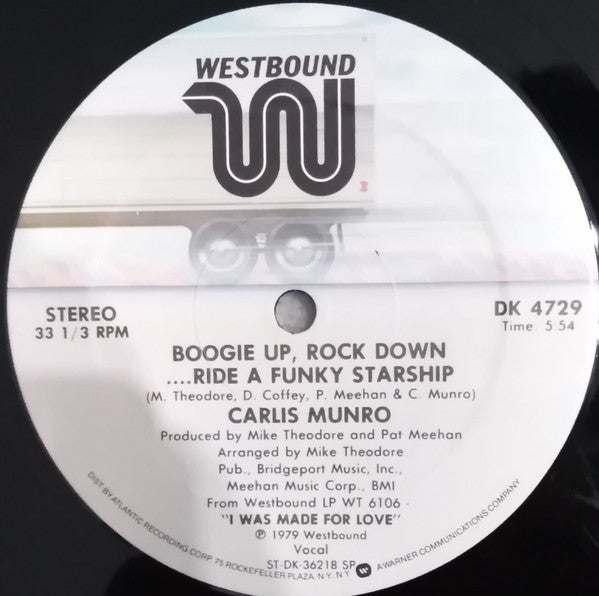 WESTBOUND
STEREO
33 1/3 RPM
DK 4729
Time: 5:54
BOOGIE UP, ROCK DOWN
....RIDE A FUNKY STARSHIP
(M. Theodore, D. Coffey, P. Meehan & C. Munro)
CARLIS MUNRO
Produced by Mike Theodore and Pat Meehan
Arranged by Mike Theodore
Pub., Bridgeport Music, Inc.,
Meehan Music Corp., BMI
From Westbound LP WT 6106 -
"I WAS MADE FOR LOVE"
℗ 1979 Westbound
Vocal
ST-DK-36218 SP
DIST BY ATLANTIC RECORDING CORP 75 ROCKEFELLER PLAZA, N.Y. N.Y. A WARNER COMMUNICATIONS COMPANY